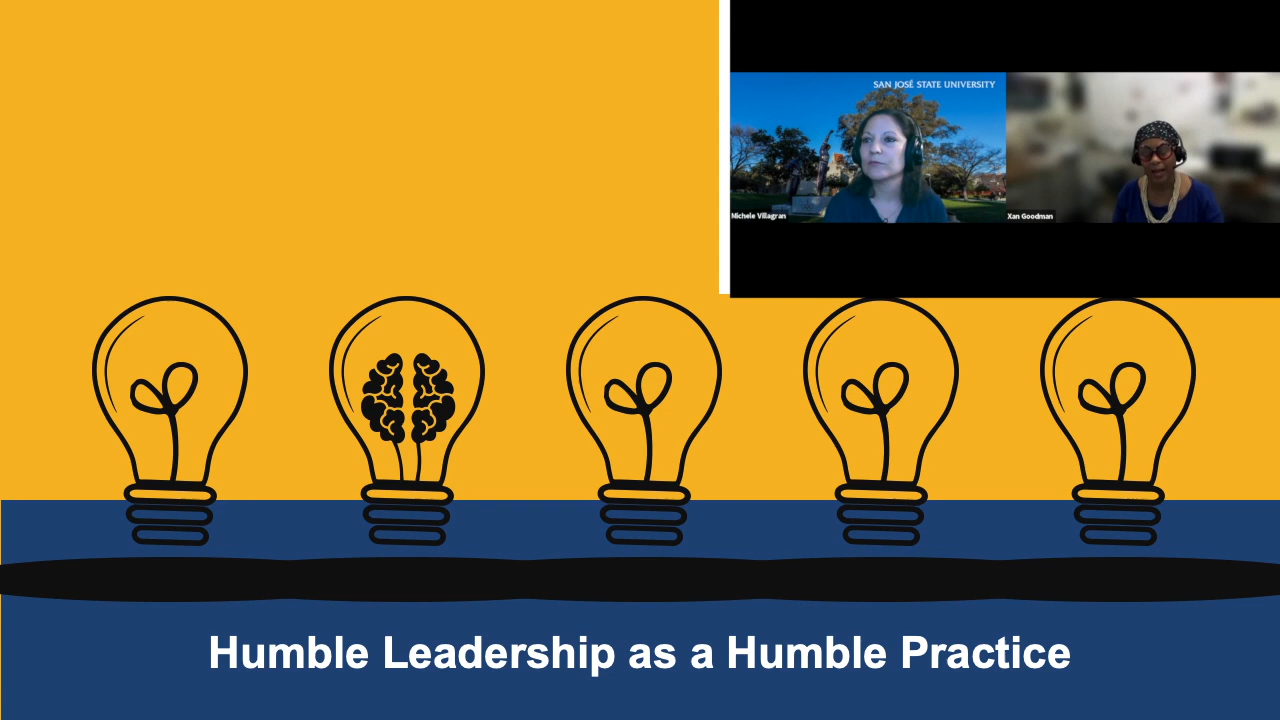 SAN JOSÉ STATE UNIVERSITY
Michele Villagran
Xan Goodman
Humble Leadership as a Humble Practice